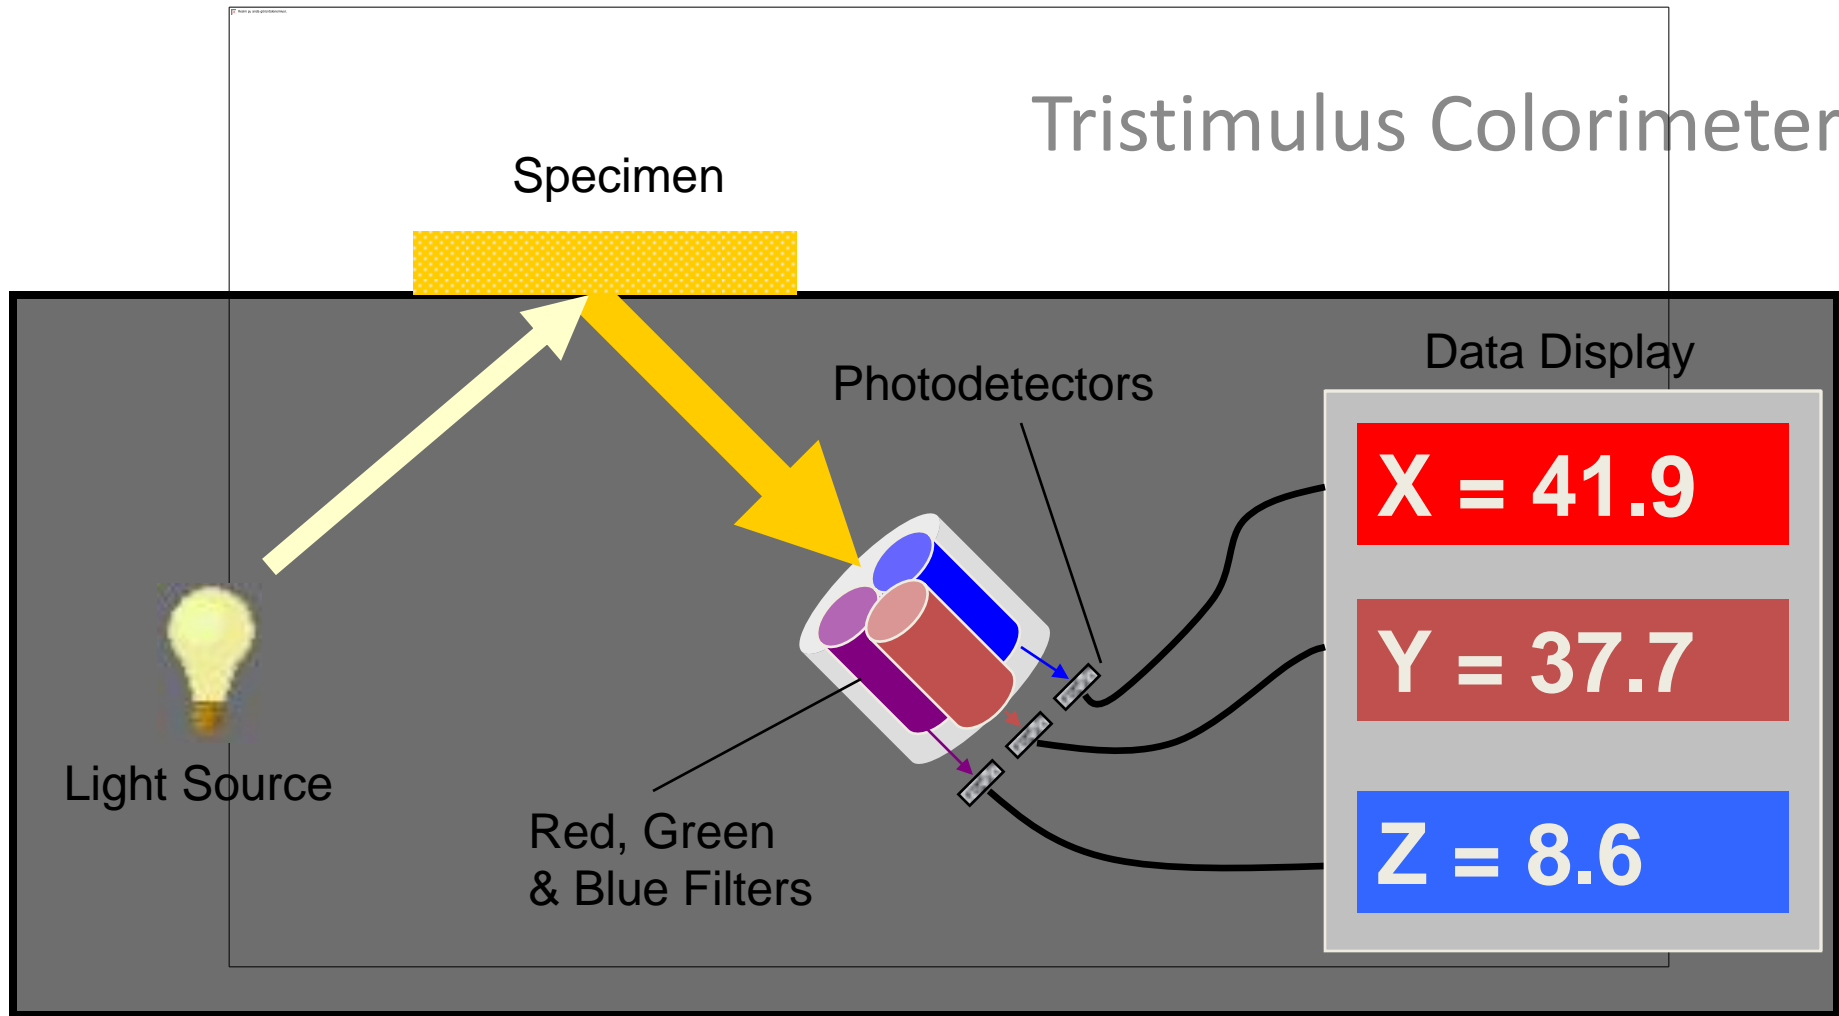 Tristimulus Colorimeter
Specimen
Data Display
Photodetectors
X = 41.9
Y = 37.7
Z = 8.6
Light Source
Red, Green
& Blue Filters